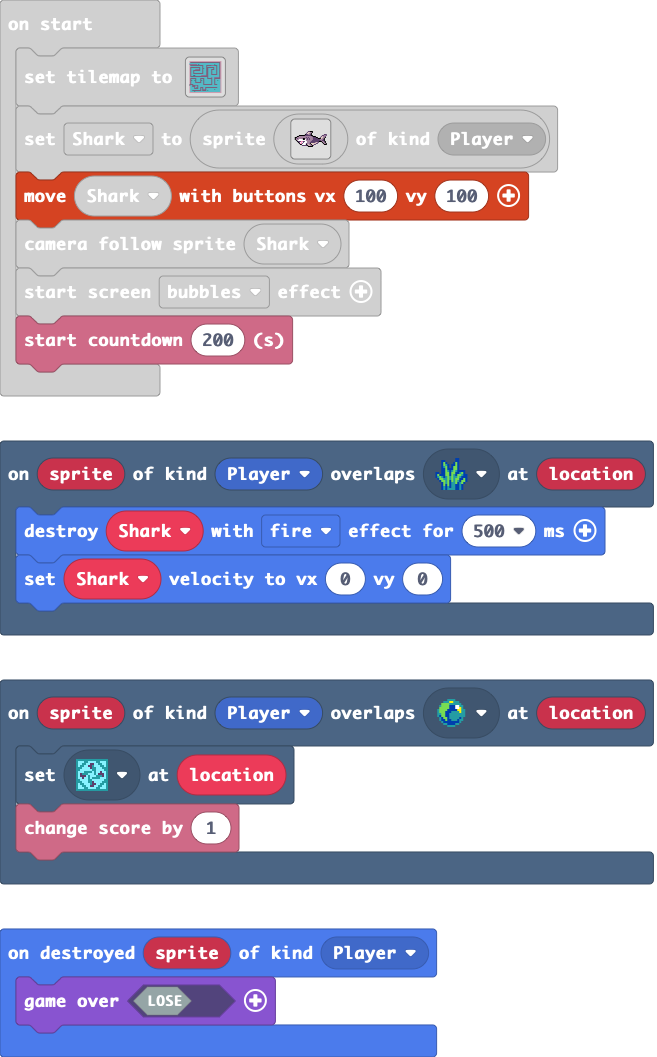 on start
set tilemap to
set Shark to sprite of kind Player
move Shark with buttons vx 100 vy 100
camera follow sprite Shark
start screen bubbles effect
start countdown 200 (s)
on sprite of kind Player overlaps at location
destroy Shark with fire effect for 500 ms
set Shark velocity to vx 0 vy 0
on sprite of kind Player overlaps at location
set at location
change score by 1
on destroyed sprite of kind Player
game over LOSE